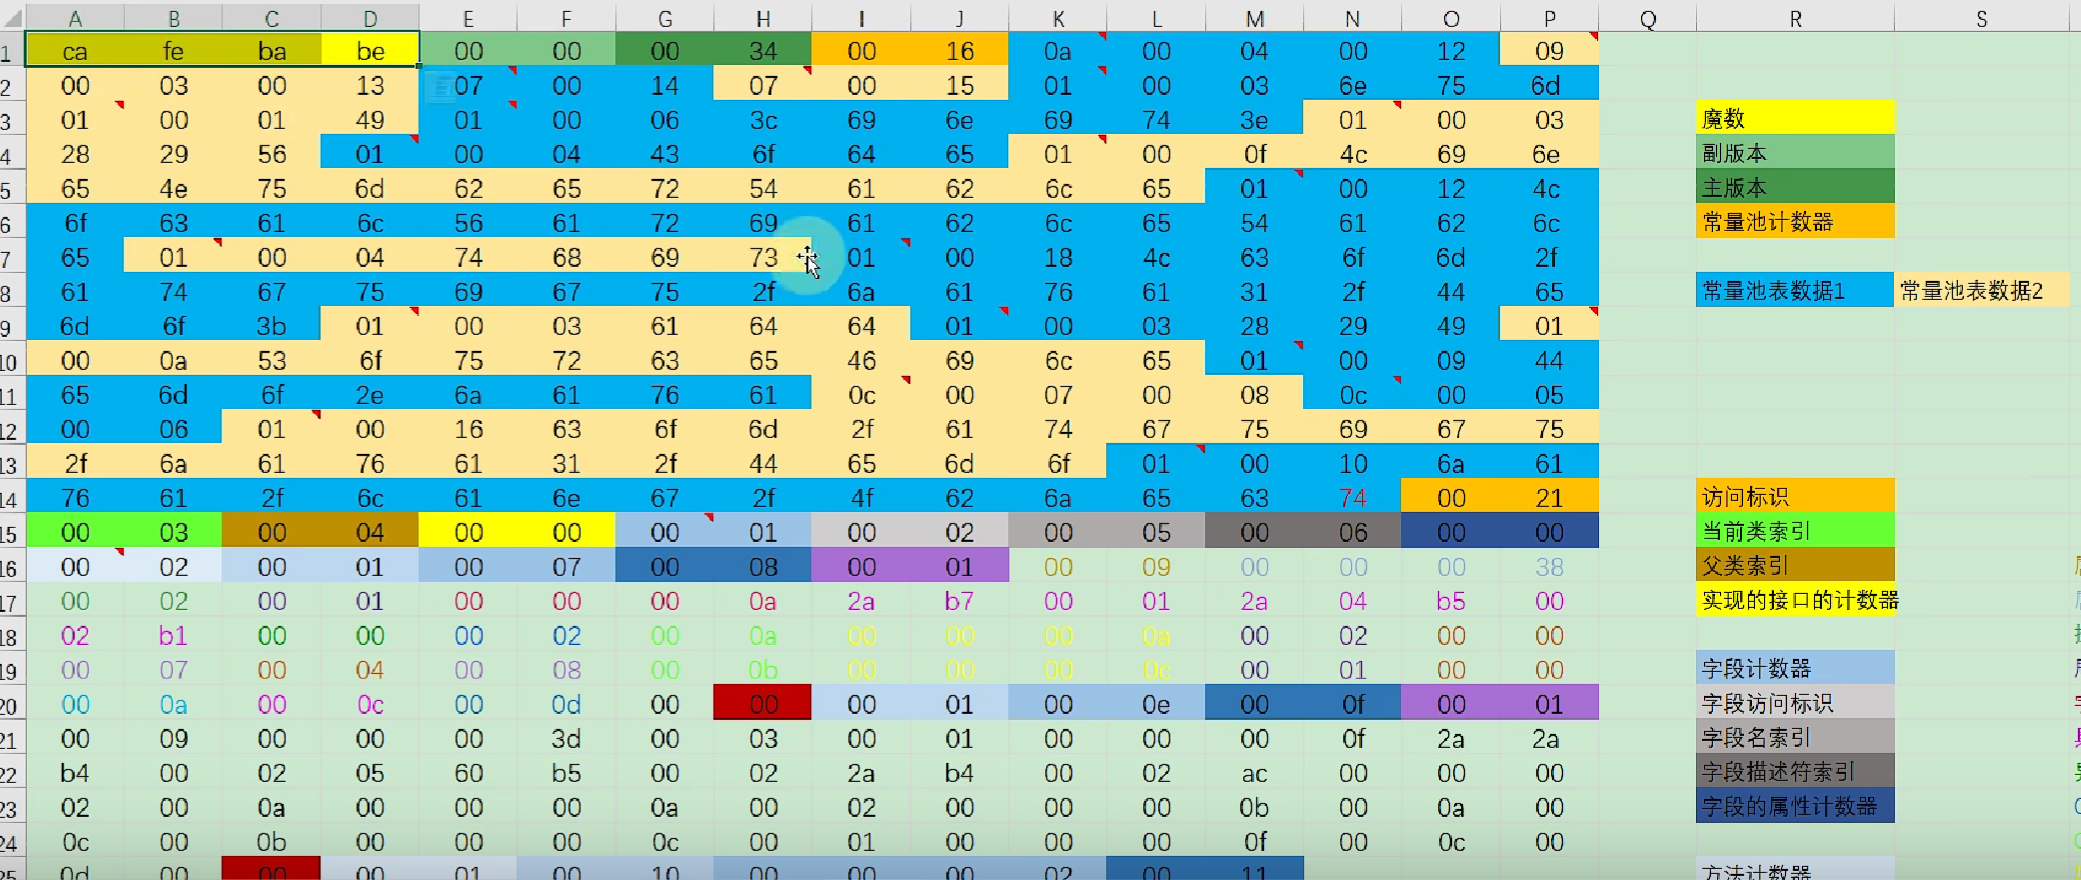 A B C D E F G H I J K L M N O P Q R S
1 ca fe ba be 00 00 00 34 00 16 0a 00 04 00 12 09
2 00 03 00 13 07 00 14 07 00 15 01 00 03 6e 75 6d
3 01 00 01 49 01 00 06 3c 69 6e 69 74 3e 01 00 03 魔数
4 28 29 56 01 00 04 43 6f 64 65 01 00 0f 4c 69 6e 副版本
5 65 4e 75 6d 62 65 72 54 61 62 6c 65 01 00 12 4c 主版本
6 6f 63 61 6c 56 61 72 69 61 62 6c 65 54 61 62 6c 常量池计数器
7 65 01 00 04 74 68 69 73 01 00 18 4c 63 6f 6d 2f
8 61 74 67 75 69 67 75 2f 6a 61 76 61 31 2f 44 65 常量池表数据1 常量池表数据2
9 6d 6f 3b 01 00 03 61 64 64 01 00 03 28 29 49 01
10 00 0a 53 6f 75 72 63 65 46 69 6c 65 01 00 09 44
11 65 6d 6f 2e 6a 61 76 61 0c 00 07 00 08 0c 00 05
12 00 06 01 00 16 63 6f 6d 2f 61 74 67 75 69 67 75
13 2f 6a 61 76 61 31 2f 44 65 6d 6f 01 00 10 6a 61
14 76 61 2f 6c 61 6e 67 2f 4f 62 6a 65 63 74 00 21 访问标识
15 00 03 00 04 00 00 00 01 00 02 00 05 00 06 00 00 当前类索引
16 00 02 00 01 00 07 00 08 00 01 00 09 00 00 00 38 父类索引
17 00 02 00 01 00 00 00 0a 2a b7 00 01 2a 04 b5 00 实现的接口的计数器
18 02 b1 00 00 00 02 00 0a 00 00 00 0a 00 02 00 00
19 00 07 00 04 00 08 00 0b 00 00 00 0c 00 01 00 00 字段计数器
20 00 0a 00 0c 00 0d 00 00 00 01 00 0e 00 0f 00 01 字段访问标识
21 00 09 00 00 00 3d 00 03 00 01 00 00 00 0f 2a 2a 字段名索引
22 b4 00 02 05 60 b5 00 02 2a b4 00 02 ac 00 00 00 字段描述符索引
23 02 00 0a 00 00 00 0a 00 02 00 00 00 0b 00 0a 00 字段的属性计数器
24 0c 00 0b 00 00 00 0c 00 01 00 00 00 0f 00 0c 00
25 0d 00 00 00 01 00 10 00 00 00 02 00 11 方法计数器